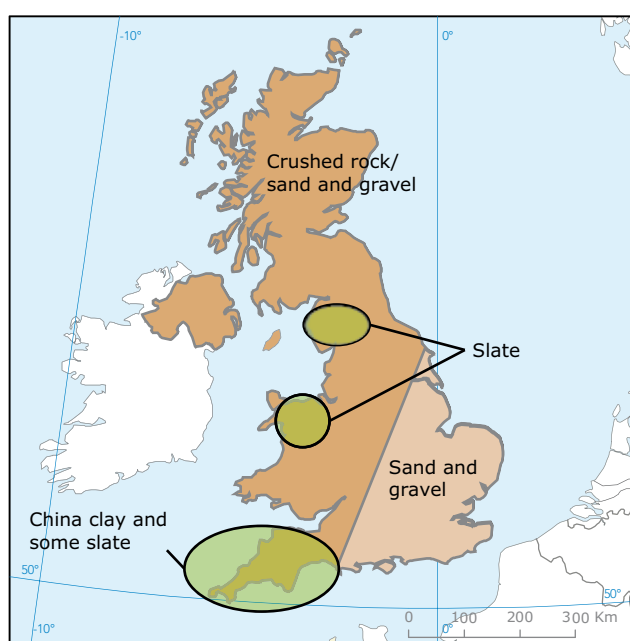 -10°
0°
Crushed rock/
sand and gravel
Slate
Sand and
gravel
China clay and
some slate
50°
50°
-10°
0°
0 100 200 300 Km